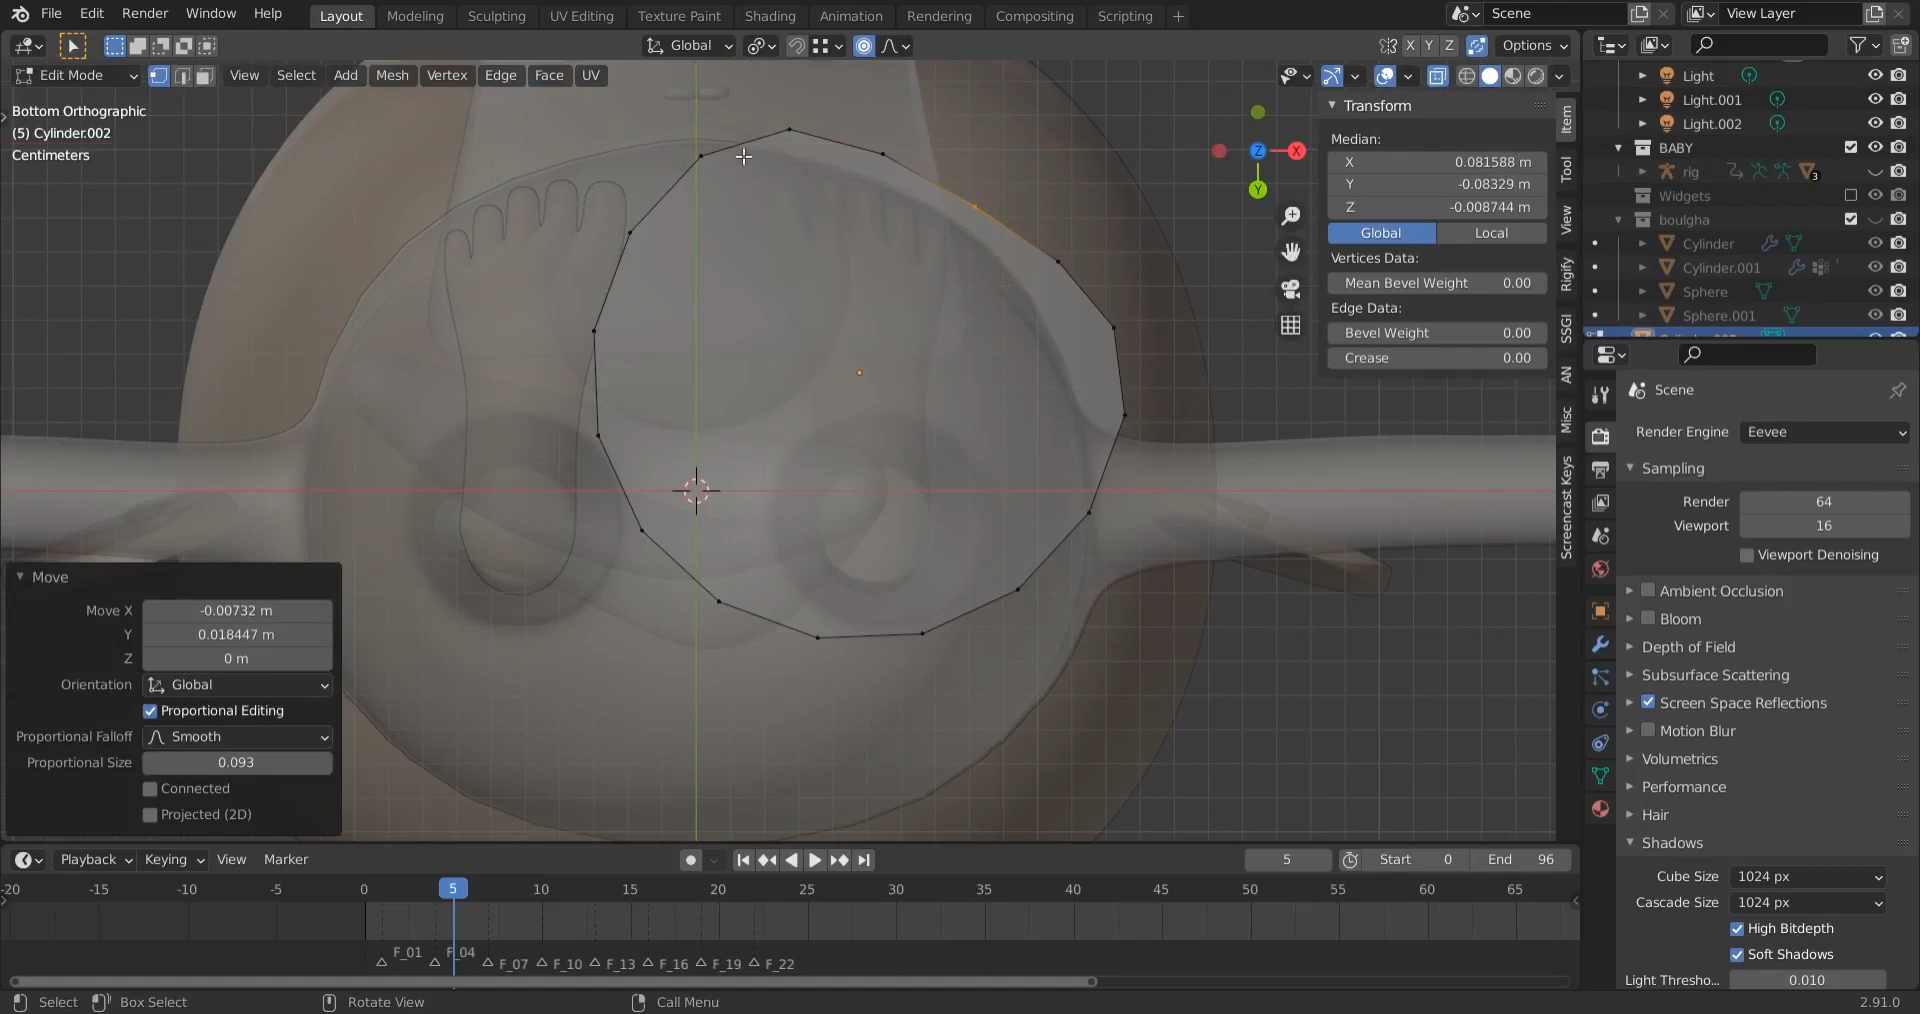 File Edit Render Window Help Layout Modeling Sculpting UV Editing Texture Paint Shading Animation Rendering Compositing Scripting + Scene View Layer
Global X Y Z Options
Edit Mode View Select Add Mesh Vertex Edge Face UV
Bottom Orthographic
(5) Cylinder.002
Centimeters
X
Z
Y
Transform
Median:
X 0.081588 m
Y -0.08329 m
Z -0.008744 m
Global Local
Vertices Data:
Mean Bevel Weight 0.00
Edge Data:
Bevel Weight 0.00
Crease 0.00
Item
Tool
View
Rigify
SSGI
AN
Misc
Screencast Keys
Light
Light.001
Light.002
BABY
rig 3
Widgets
boulgha
Cylinder
Cylinder.001
Sphere
Sphere.001
Scene
Render Engine Eevee
Sampling
Render 64
Viewport 16
Viewport Denoising
Ambient Occlusion
Bloom
Depth of Field
Subsurface Scattering
Screen Space Reflections
Motion Blur
Volumetrics
Performance
Hair
Shadows
Cube Size 1024 px
Cascade Size 1024 px
High Bitdepth
Soft Shadows
Light Thresho... 0.010
Move
Move X -0.00732 m
Y 0.018447 m
Z 0 m
Orientation Global
Proportional Editing
Proportional Falloff Smooth
Proportional Size 0.093
Connected
Projected (2D)
Playback Keying View Marker 5 Start 0 End 96
-20 -15 -10 -5 0 5 10 15 20 25 30 35 40 45 50 55 60 65
F_01 F_04 F_07 F_10 F_13 F_16 F_19 F_22
Select Box Select Rotate View Call Menu 2.91.0